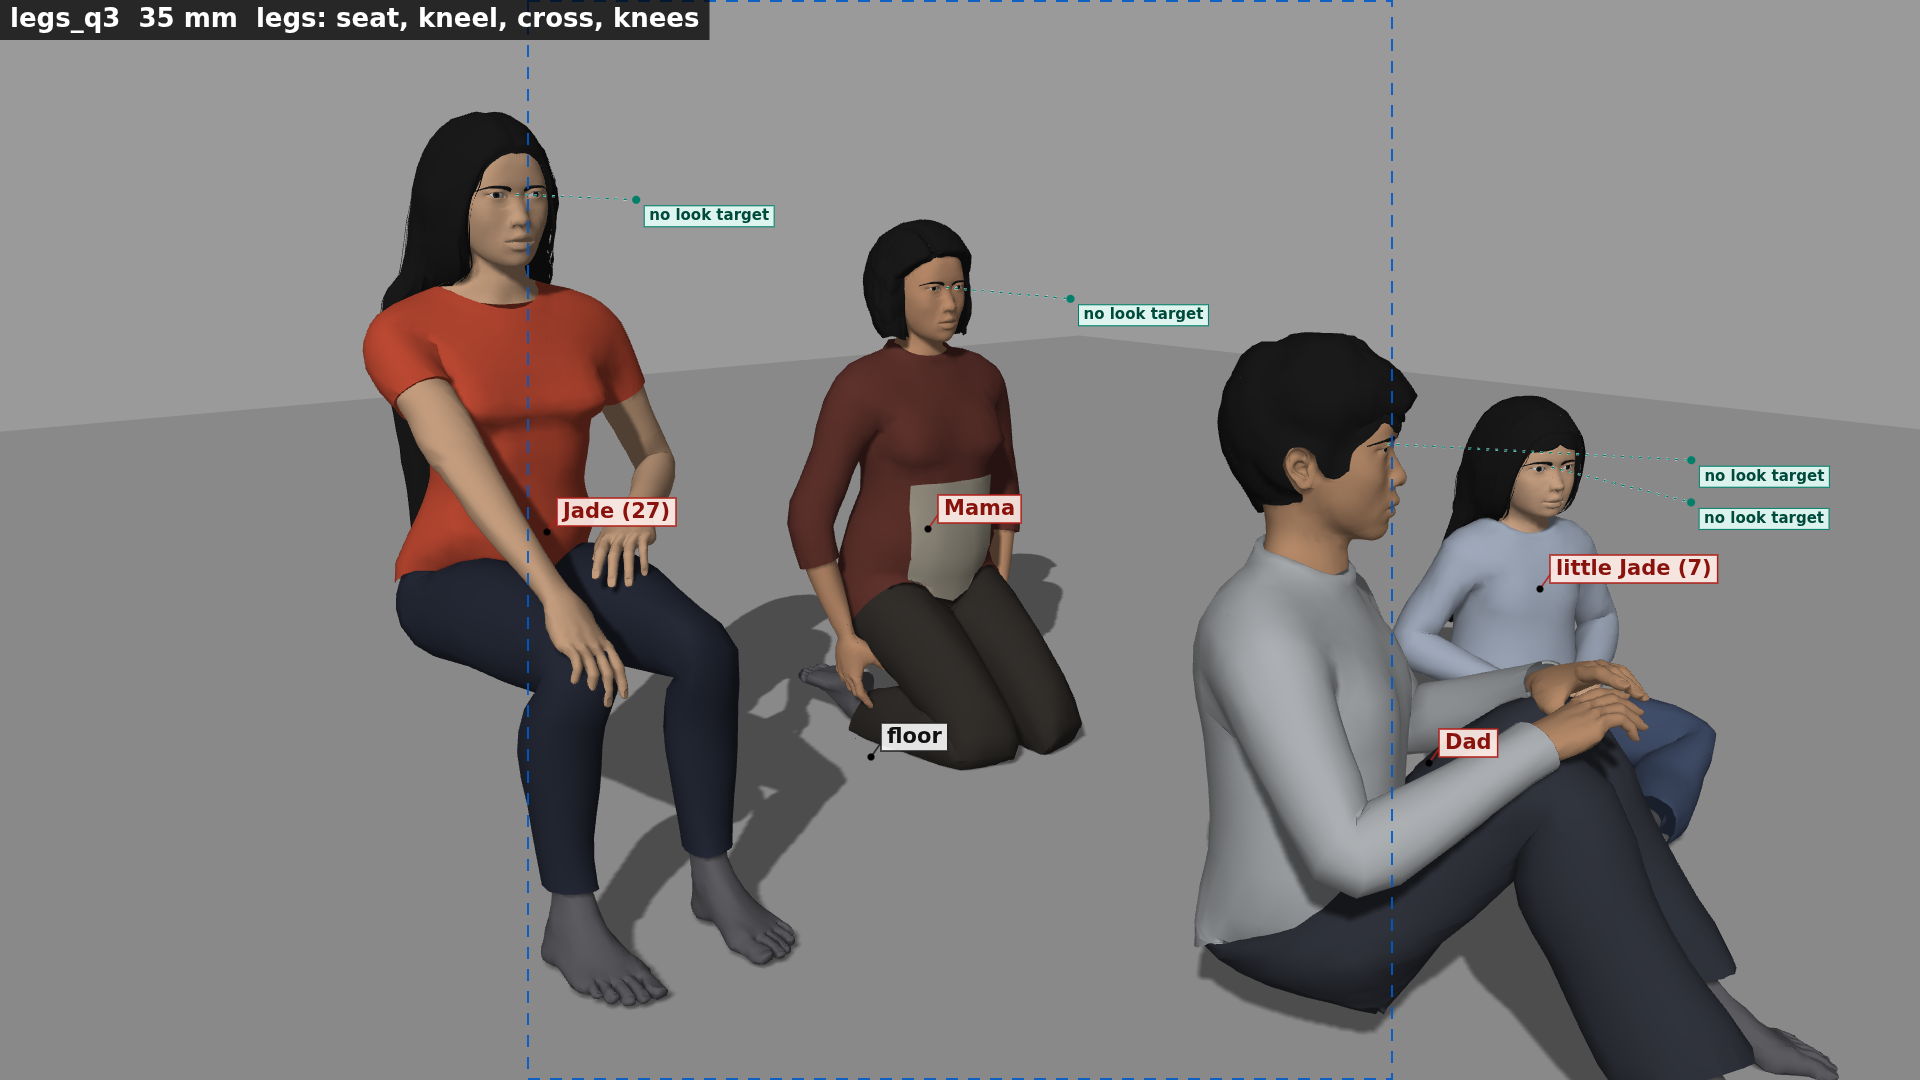 legs_q3  35 mm  legs: seat, kneel, cross, knees
no look target
no look target
no look target
Jade (27)
Mama
no look target
little Jade (7)
floor
Dad